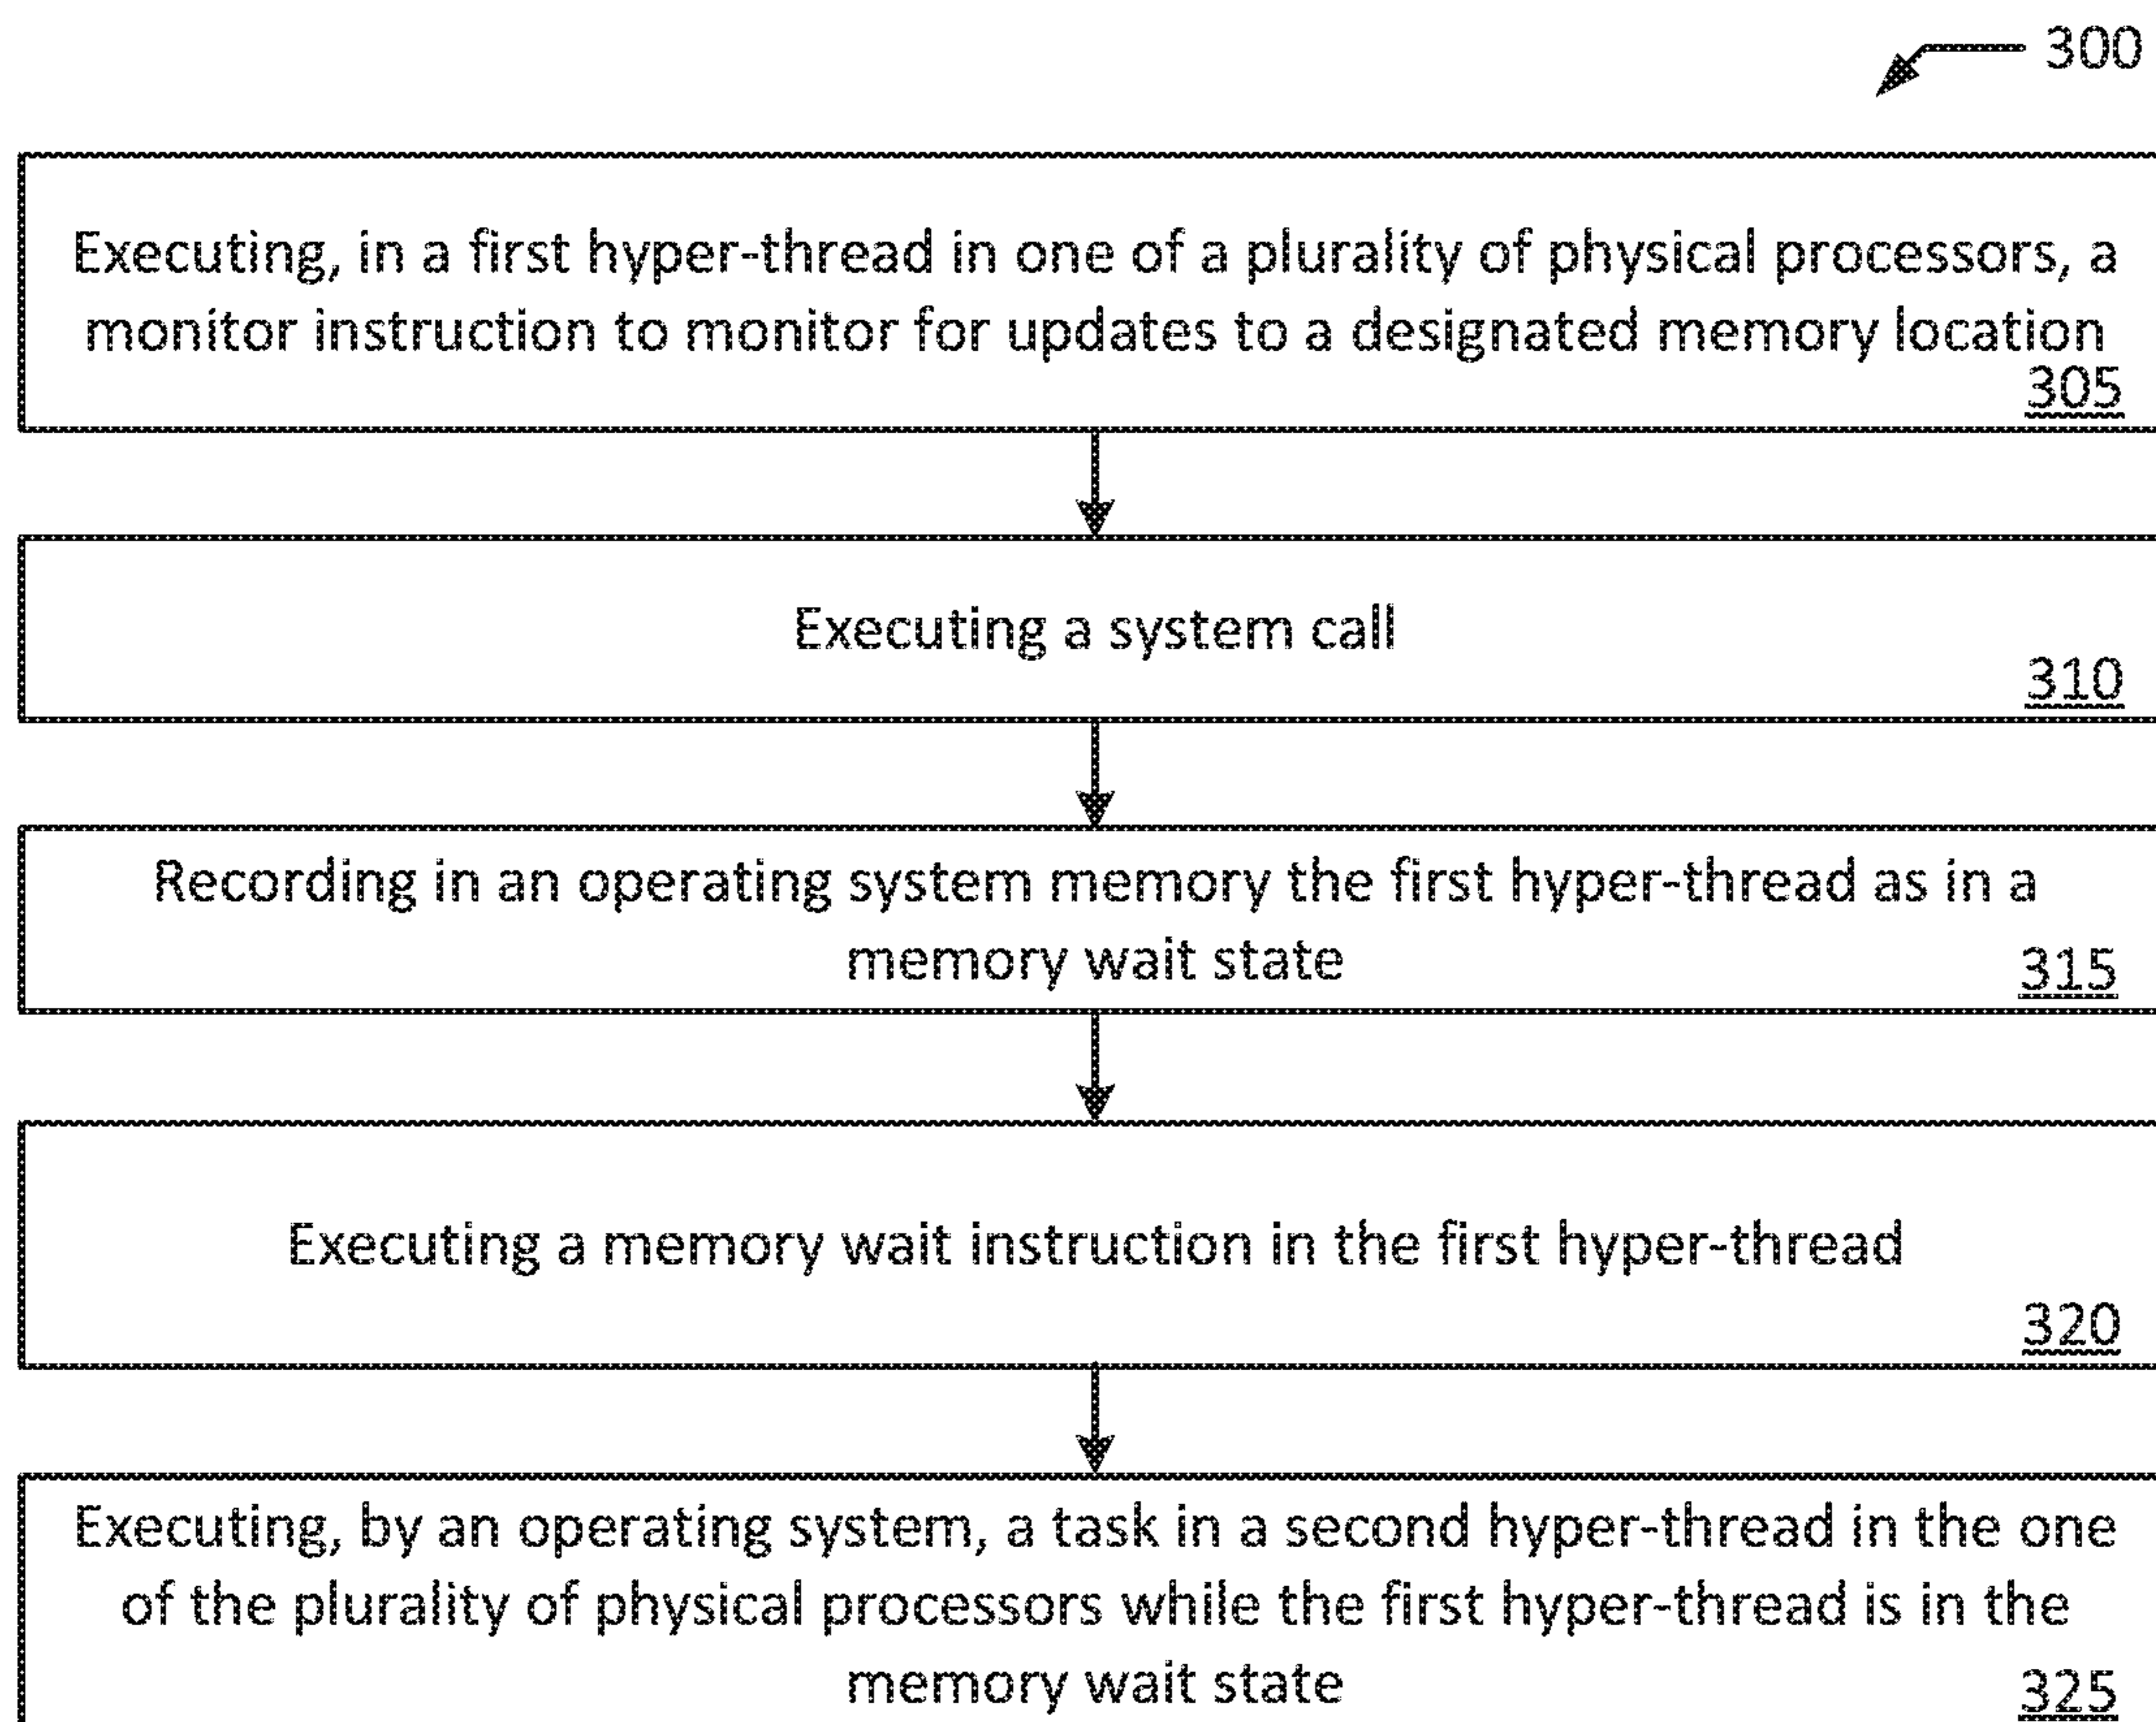 300
Executing, in a first hyper-thread in one of a plurality of physical processors, a
monitor instruction to monitor for updates to a designated memory location
305
Executing a system call
310
Recording in an operating system memory the first hyper-thread as in a
memory wait state
315
Executing a memory wait instruction in the first hyper-thread
320
Executing, by an operating system, a task in a second hyper-thread in the one
of the plurality of physical processors while the first hyper-thread is in the
memory wait state
325